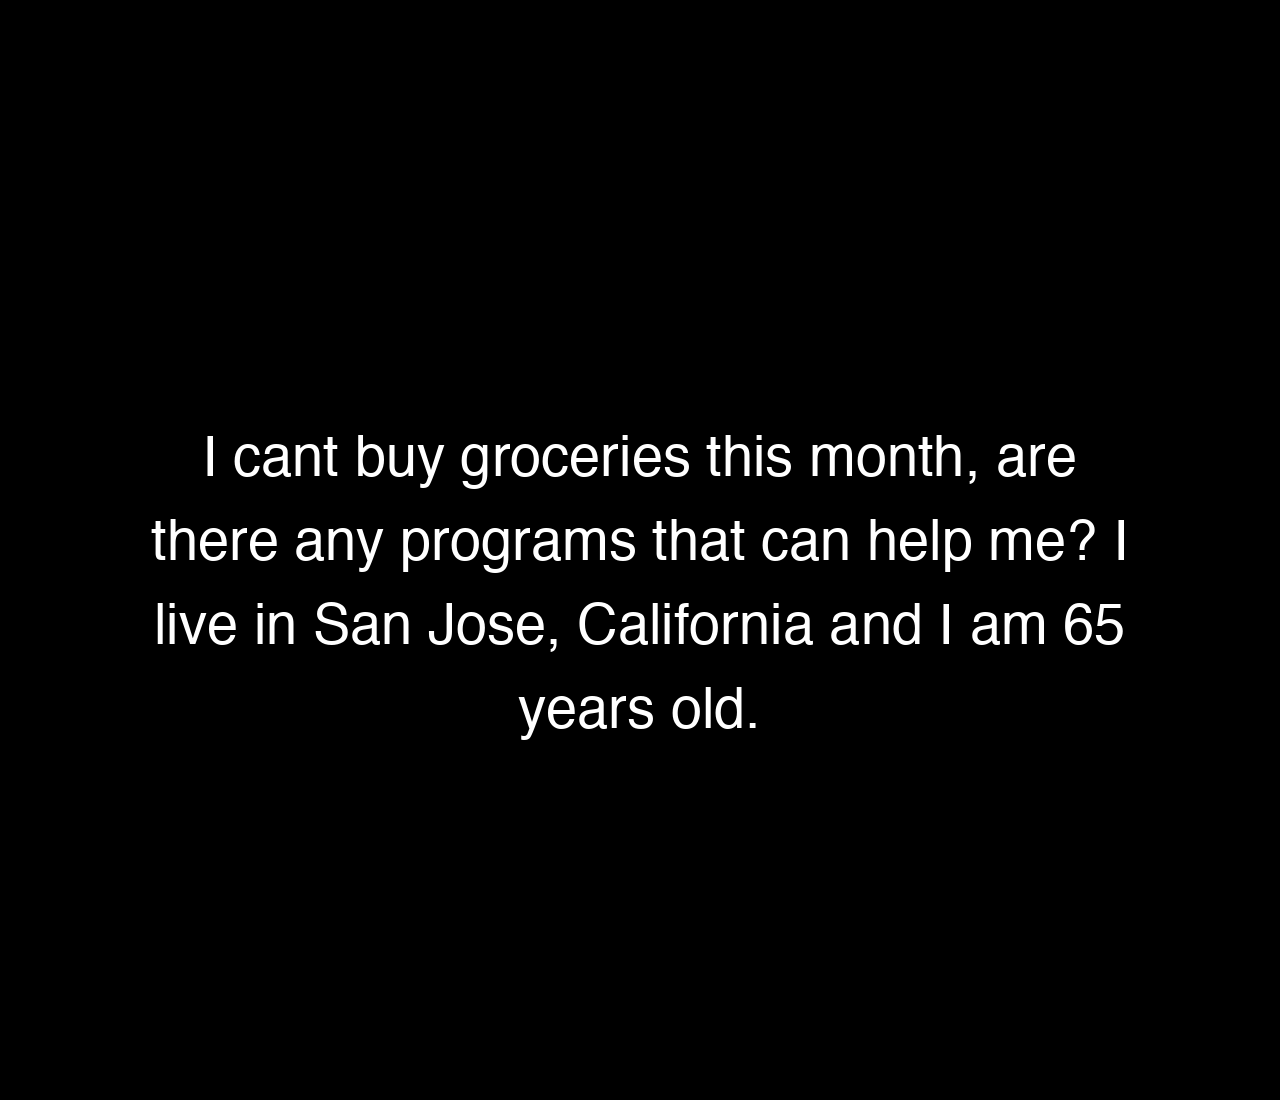 I cant buy groceries this month, are
there any programs that can help me? I
live in San Jose, California and I am 65
years old.